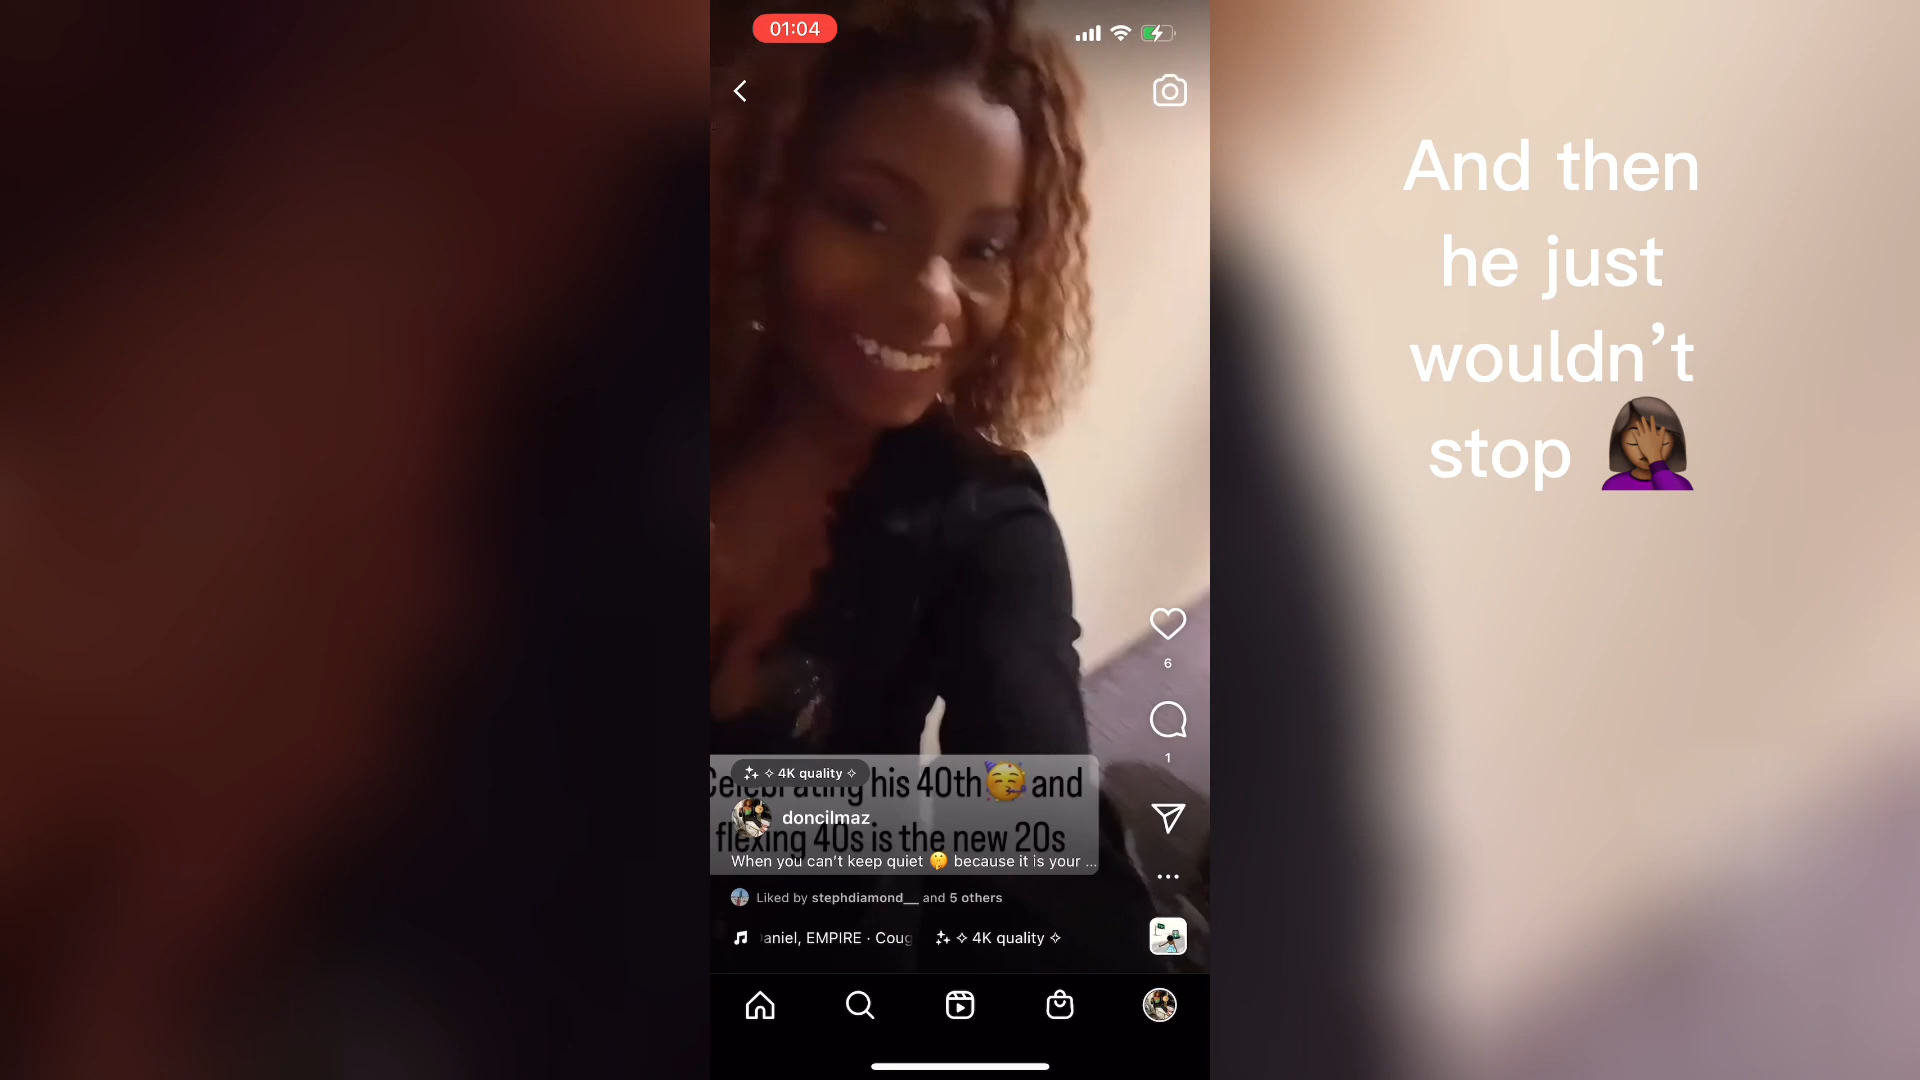 01:04
And then
he just
wouldn’t
stop 🤦🏾‍♀️
6
1
✧ 4K quality ✧
Celebrating his 40th🥳 and
doncilmaz
flexing 40s is the new 20s
When you can’t keep quiet 🤫 because it is your ...
Liked by stephdiamond__ and 5 others
aniel, EMPIRE · Coug
✧ 4K quality ✧